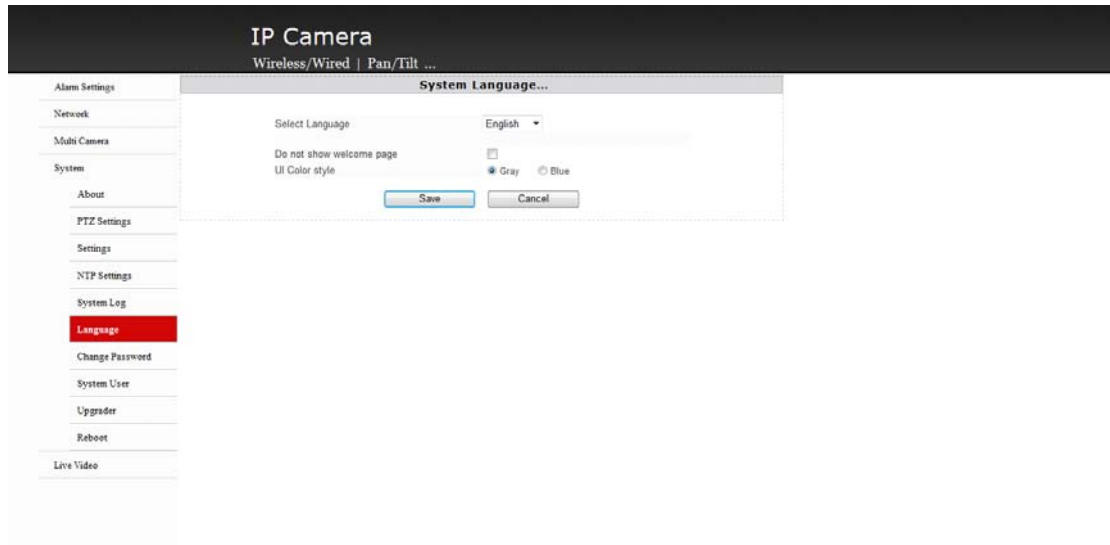 IP Camera
Wireless/Wired | Pan/Tilt ...
Alarm Settings
Network
Multi Camera
System
About
PTZ Settings
Settings
NTP Settings
System Log
Language
Change Password
System User
Upgrader
Reboot
Live Video
System Language...
Select Language English
Do not show welcome page
UI Color style Gray Blue
Save Cancel